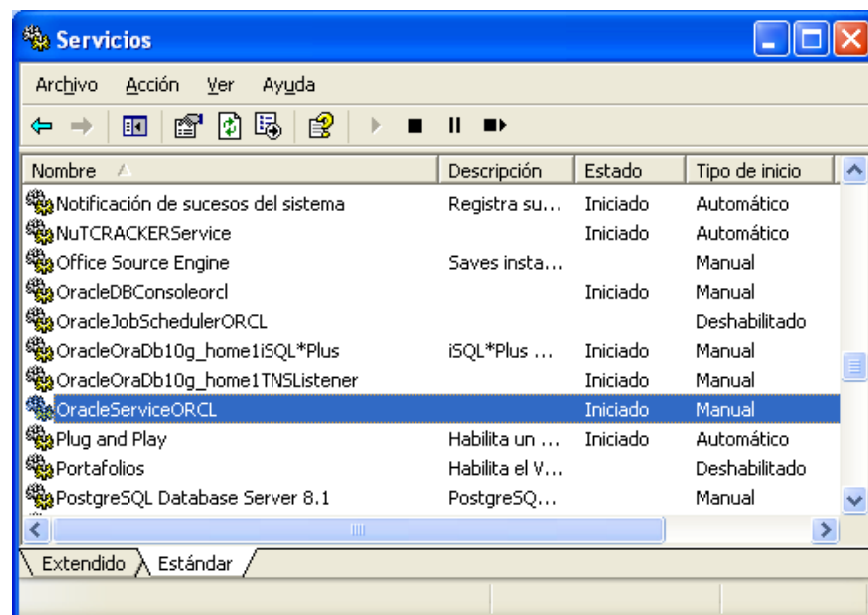 Servicios
Archivo Acción Ver Ayuda
Nombre Descripción Estado Tipo de inicio
Notificación de sucesos del sistema Registra su... Iniciado Automático
NuTCRACKERService Iniciado Automático
Office Source Engine Saves insta... Manual
OracleDBConsoleorcl Iniciado Manual
OracleJobSchedulerORCL Deshabilitado
OracleOraDb10g_home1iSQL*Plus iSQL*Plus ... Iniciado Manual
OracleOraDb10g_home1TNSListener Iniciado Manual
OracleServiceORCL Iniciado Manual
Plug and Play Habilita un ... Iniciado Automático
Portafolios Habilita el V... Deshabilitado
PostgreSQL Database Server 8.1 PostgreSQ... Manual
Extendido Estándar